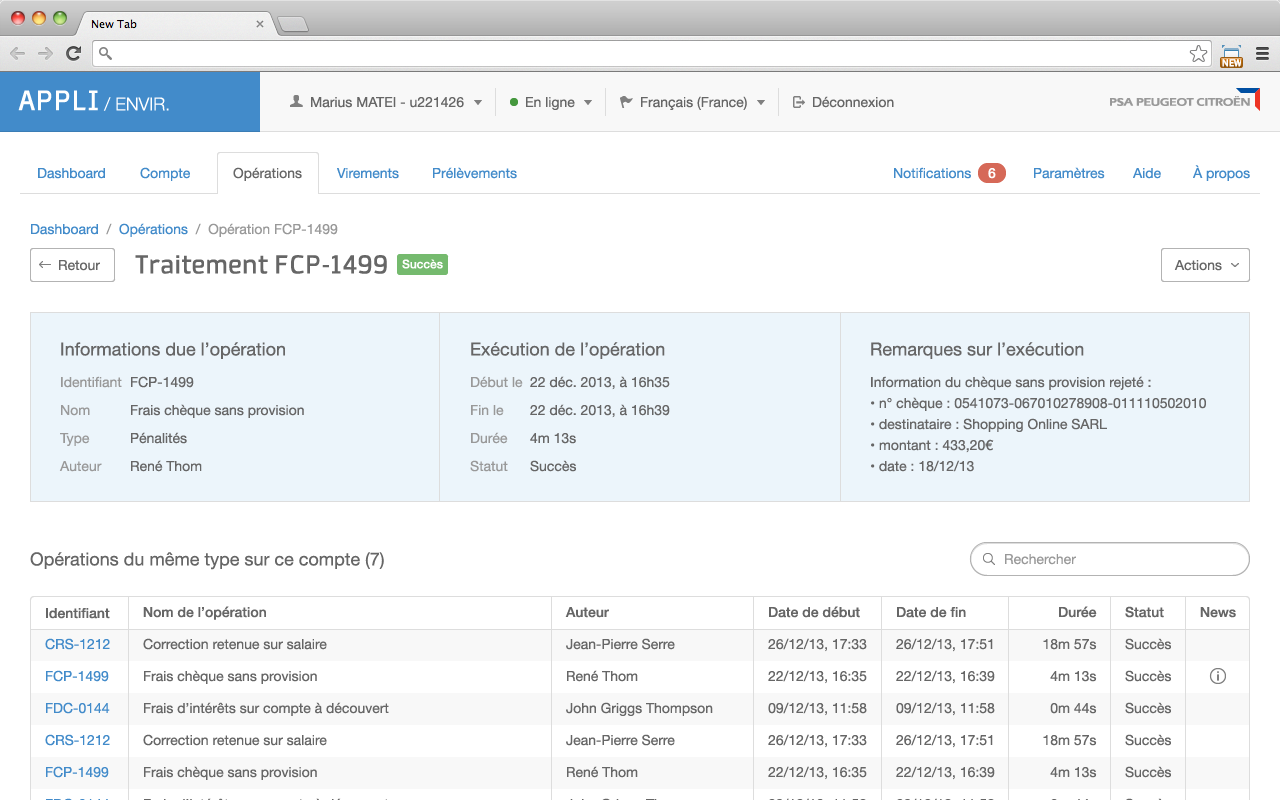 New Tab
NEW
APPLI / ENVIR.
Marius MATEI - u221426
En ligne
Français (France)
Déconnexion
PSA PEUGEOT CITROËN
Dashboard
Compte
Opérations
Virements
Prélèvements
Notifications 6
Paramètres
Aide
À propos
Dashboard / Opérations / Opération FCP-1499
← Retour
Traitement FCP-1499
Succès
Actions
Informations due l’opération
Identifiant FCP-1499
Nom Frais chèque sans provision
Type Pénalités
Auteur René Thom
Exécution de l’opération
Début le 22 déc. 2013, à 16h35
Fin le 22 déc. 2013, à 16h39
Durée 4m 13s
Statut Succès
Remarques sur l’exécution
Information du chèque sans provision rejeté :
• n° chèque : 0541073-067010278908-011110502010
• destinataire : Shopping Online SARL
• montant : 433,20€
• date : 18/12/13
Opérations du même type sur ce compte (7)
Rechercher
Identifiant Nom de l’opération Auteur Date de début Date de fin Durée Statut News
CRS-1212 Correction retenue sur salaire Jean-Pierre Serre 26/12/13, 17:33 26/12/13, 17:51 18m 57s Succès
FCP-1499 Frais chèque sans provision René Thom 22/12/13, 16:35 22/12/13, 16:39 4m 13s Succès
FDC-0144 Frais d’intérêts sur compte à découvert John Griggs Thompson 09/12/13, 11:58 09/12/13, 11:58 0m 44s Succès
CRS-1212 Correction retenue sur salaire Jean-Pierre Serre 26/12/13, 17:33 26/12/13, 17:51 18m 57s Succès
FCP-1499 Frais chèque sans provision René Thom 22/12/13, 16:35 22/12/13, 16:39 4m 13s Succès